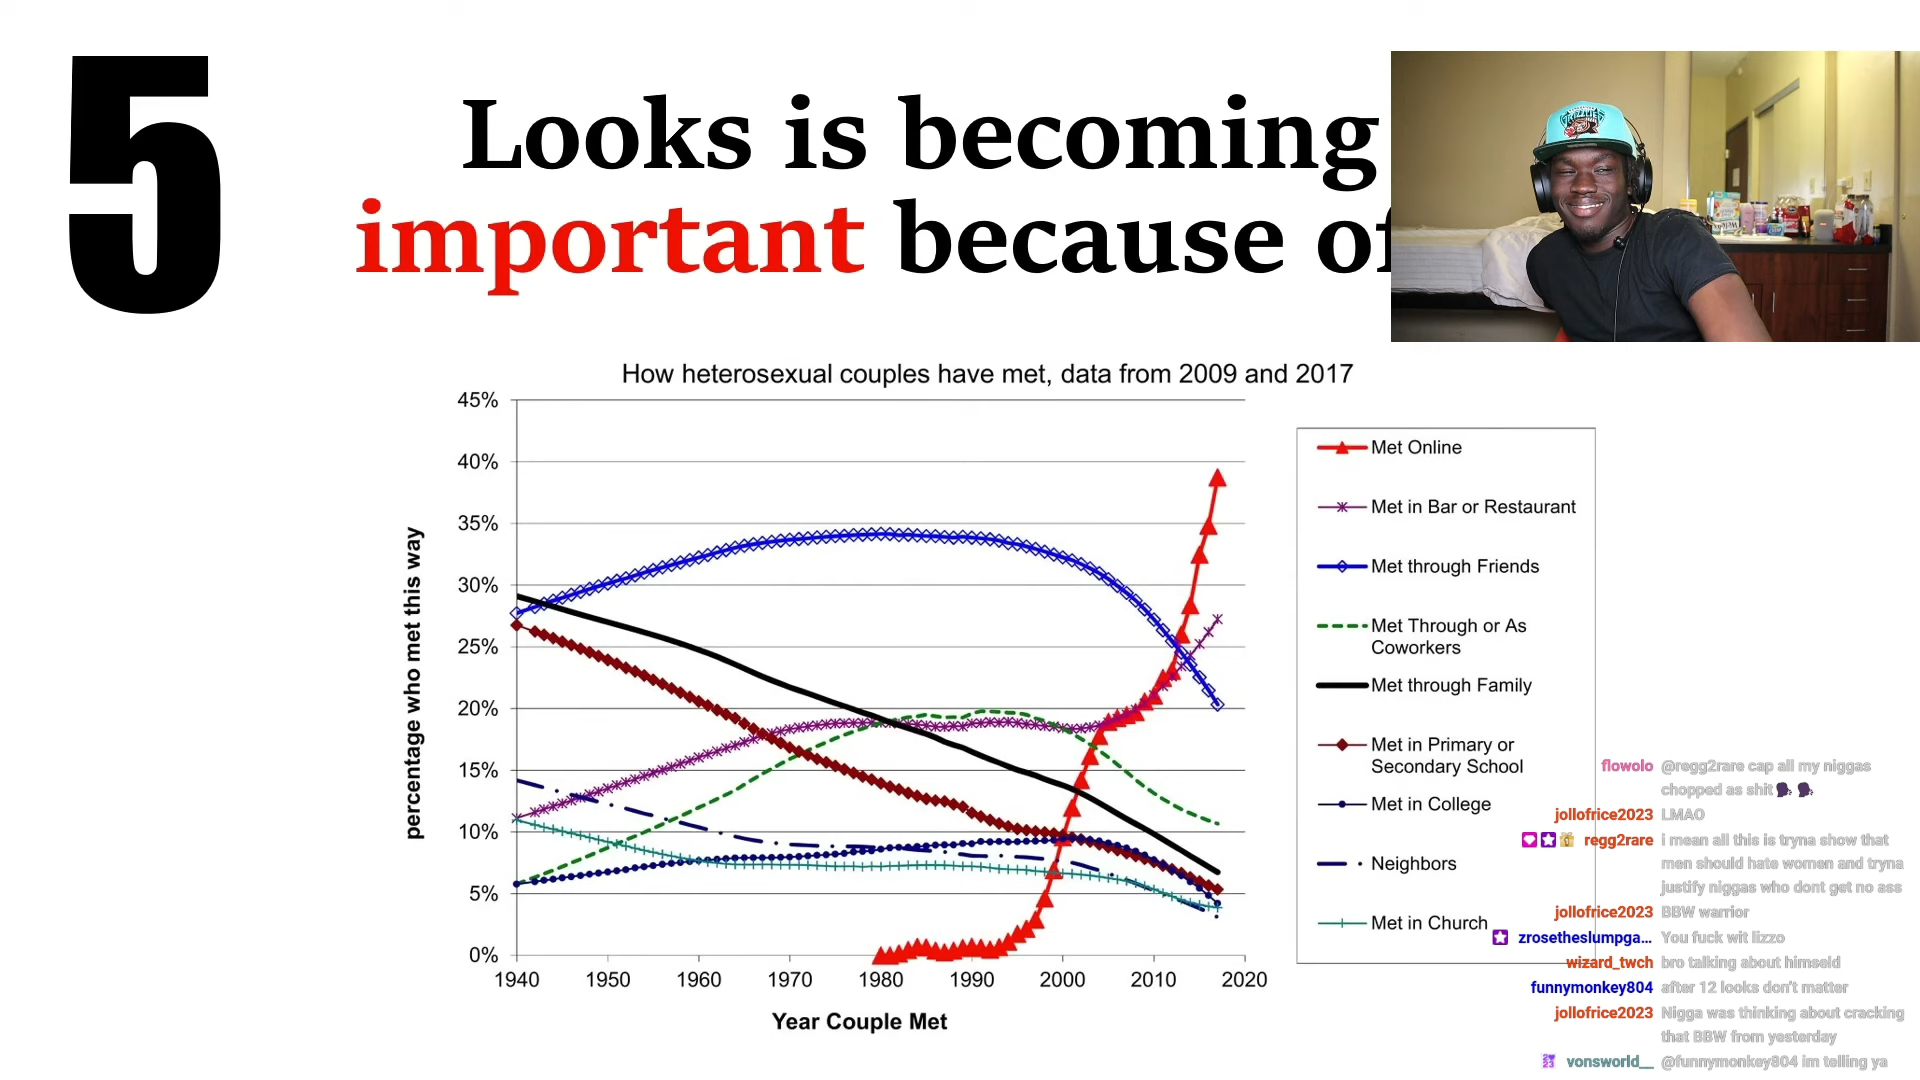 5
Looks is becoming
important because of
How heterosexual couples have met, data from 2009 and 2017
percentage who met this way
45%
40%
35%
30%
25%
20%
15%
10%
5%
0%
1940 1950 1960 1970 1980 1990 2000 2010 2020
Year Couple Met
Met Online
Met in Bar or Restaurant
Met through Friends
Met Through or As
Coworkers
Met through Family
Met in Primary or
Secondary School
Met in College
Neighbors
Met in Church
flowolo @regg2rare cap all my niggas
chopped as shit
jollofrice2023 LMAO
regg2rare i mean all this is tryna show that
men should hate women and tryna
justify niggas who dont get no ass
jollofrice2023 BBW warrior
zrosetheslumpga... You fuck wit lizzo
wizard_twch bro talking about himseld
funnymonkey804 after 12 looks don't matter
jollofrice2023 Nigga was thinking about cracking
that BBW from yesterday
vonsworld__ @funnymonkey804 im telling ya